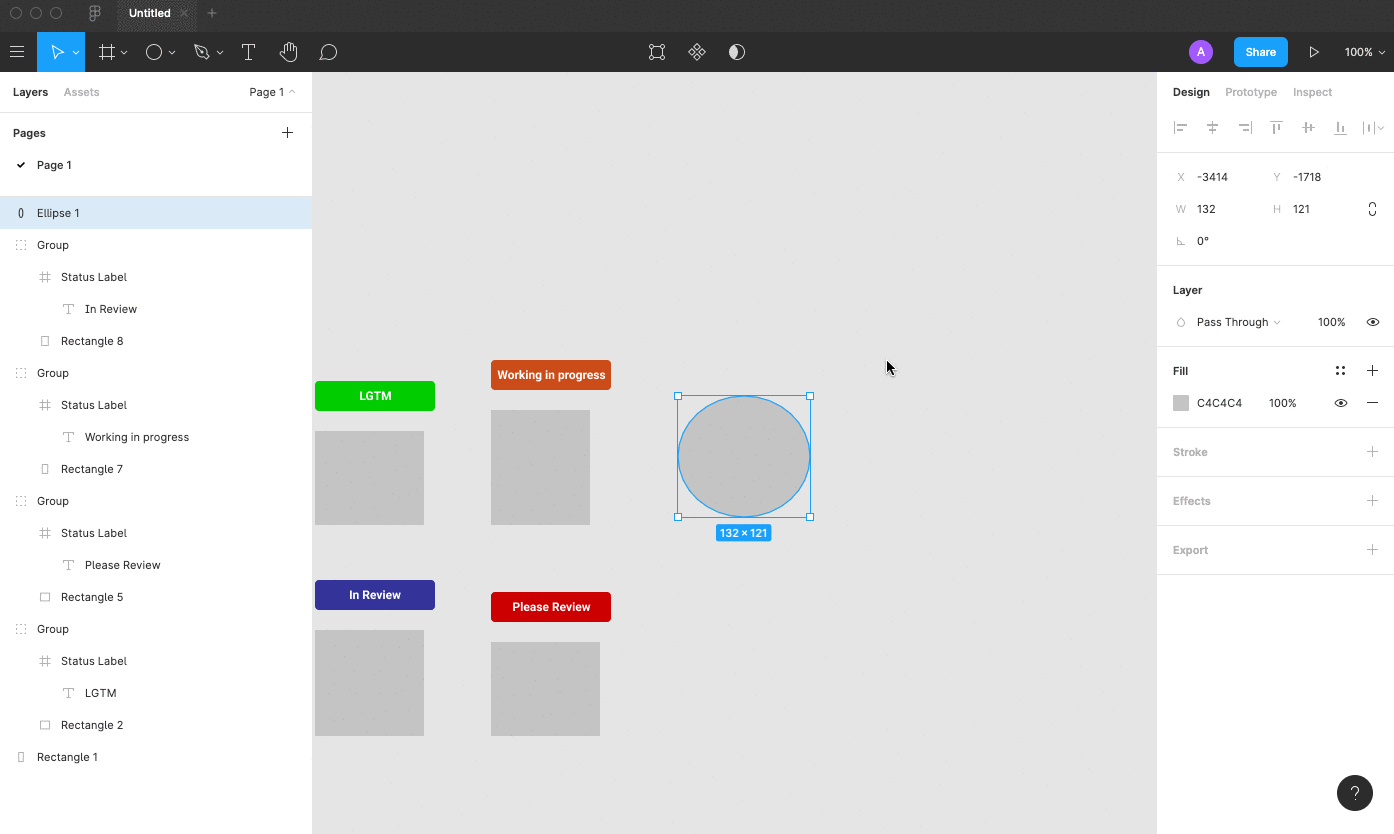 Untitled
A
Share
100%
Layers
Assets
Page 1
Pages
Page 1
Ellipse 1
Group
Status Label
In Review
Rectangle 8
Group
Status Label
Working in progress
Rectangle 7
Group
Status Label
Please Review
Rectangle 5
Group
Status Label
LGTM
Rectangle 2
Rectangle 1
LGTM
Working in progress
132 × 121
In Review
Please Review
Design
Prototype
Inspect
X -3414 Y -1718
W 132 H 121
0°
Layer
Pass Through 100%
Fill
C4C4C4 100%
Stroke
Effects
Export
?